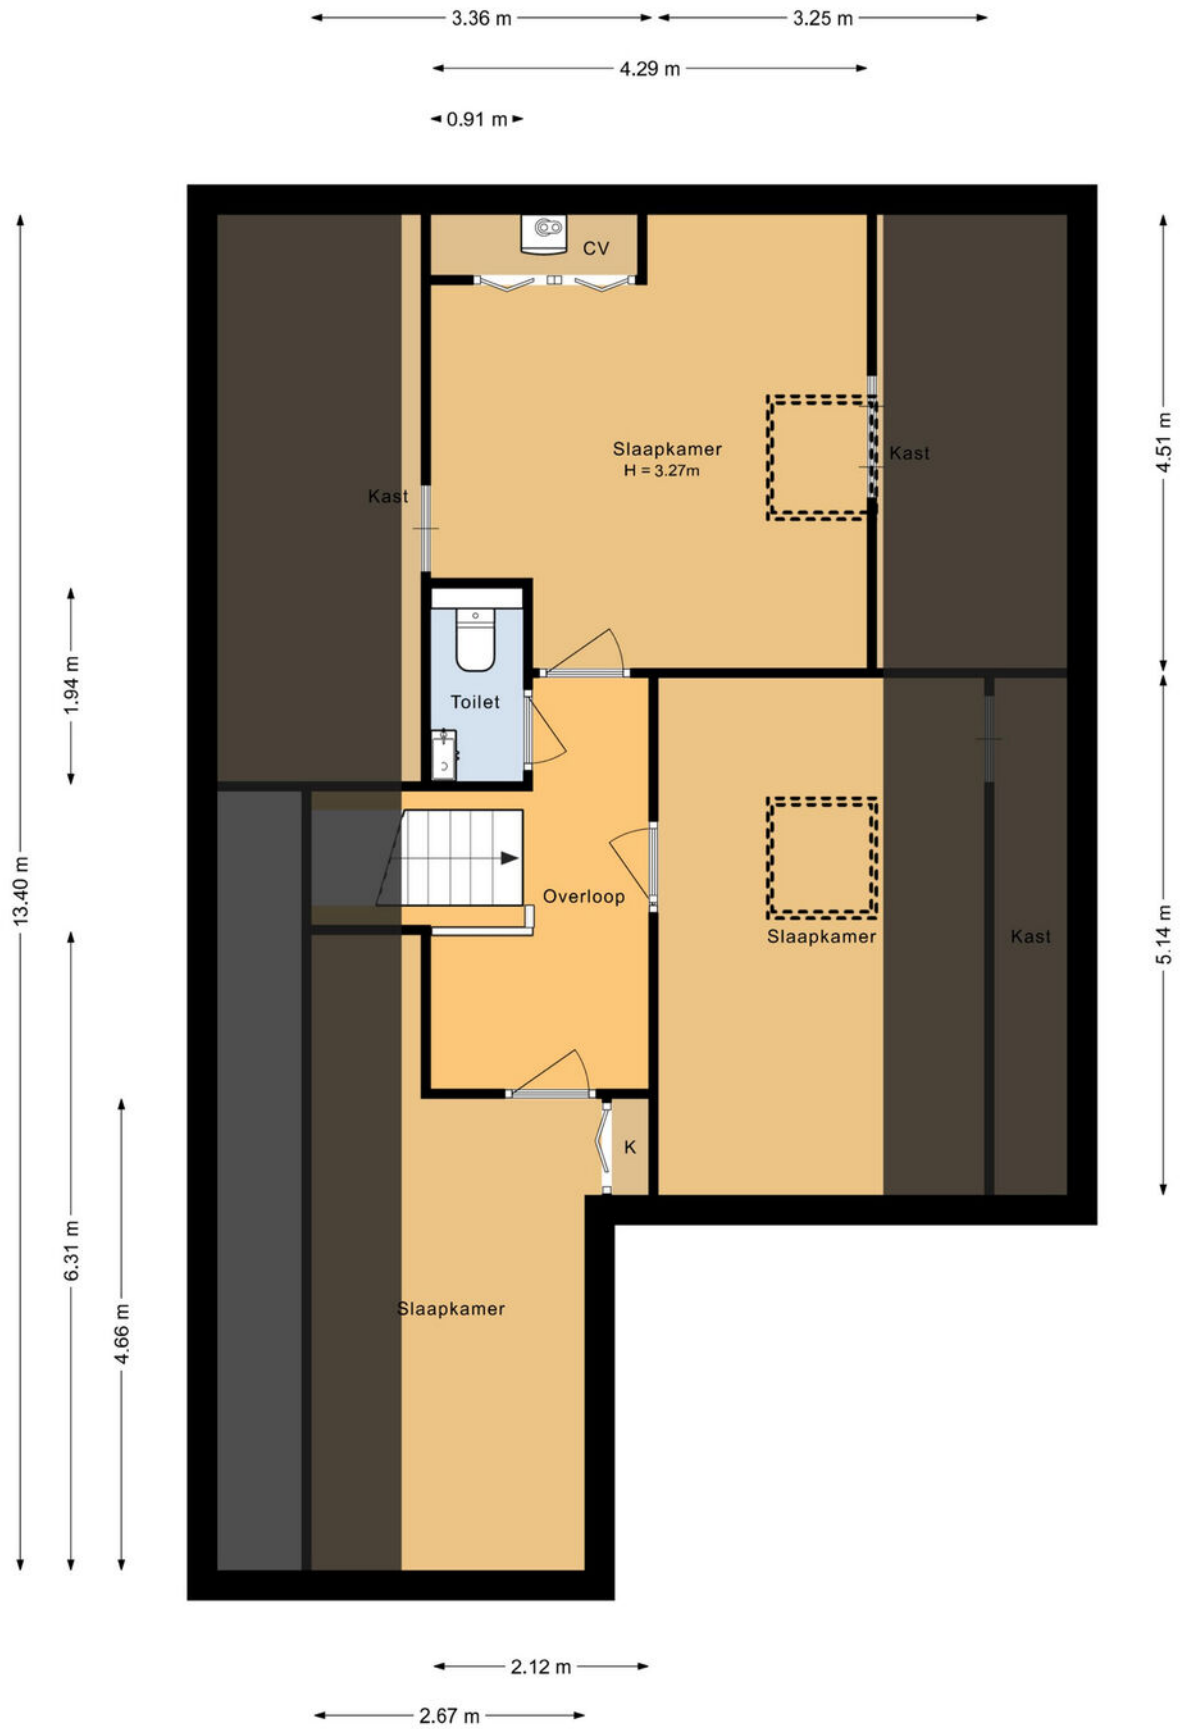 3.36 m
3.25 m
4.29 m
0.91 m
CV
Slaapkamer
H = 3.27m
Kast
Kast
4.51 m
1.94 m
Toilet
13.40 m
Overloop
Slaapkamer
Kast
5.14 m
K
6.31 m
4.66 m
Slaapkamer
2.12 m
2.67 m